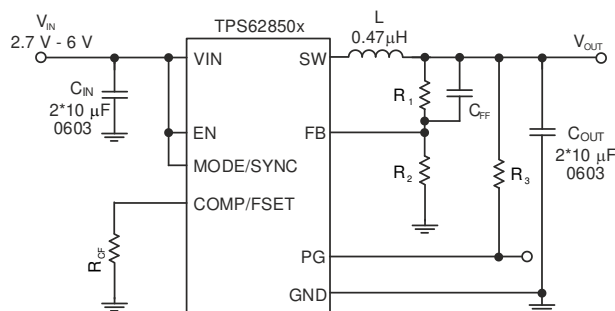 TPS62850x
L
0.47μH
V_IN
2.7 V - 6 V
VIN
SW
V_OUT
C_IN
2*10 μF
0603
R_1
C_FF
EN
FB
C_OUT
2*10 μF
0603
MODE/SYNC
R_2
R_3
COMP/FSET
R_CF
PG
GND